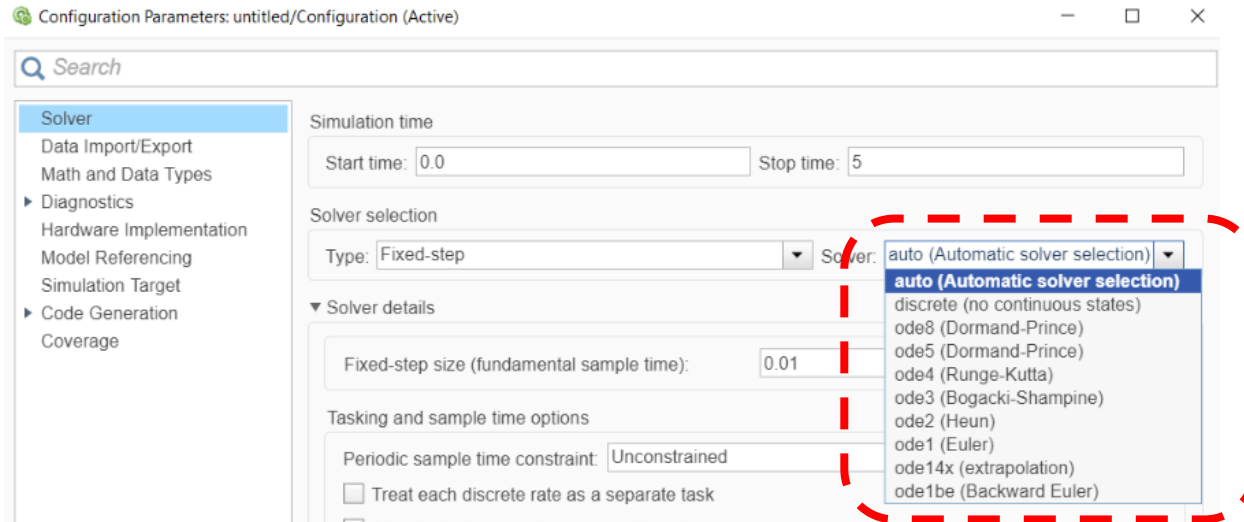 Configuration Parameters: untitled/Configuration (Active)
Search
Solver
Data Import/Export
Math and Data Types
Diagnostics
Hardware Implementation
Model Referencing
Simulation Target
Code Generation
Coverage
Simulation time
Start time: 0.0 Stop time: 5
Solver selection
Type: Fixed-step Solver: auto (Automatic solver selection)
auto (Automatic solver selection)
discrete (no continuous states)
ode8 (Dormand-Prince)
ode5 (Dormand-Prince)
ode4 (Runge-Kutta)
ode3 (Bogacki-Shampine)
ode2 (Heun)
ode1 (Euler)
ode14x (extrapolation)
ode1be (Backward Euler)
Solver details
Fixed-step size (fundamental sample time): 0.01
Tasking and sample time options
Periodic sample time constraint: Unconstrained
Treat each discrete rate as a separate task